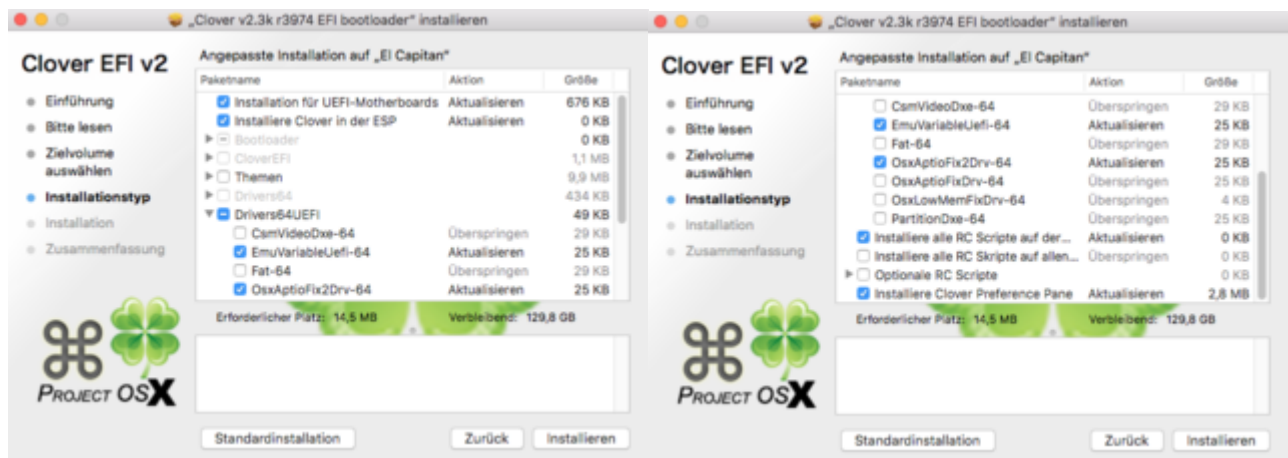 „Clover v2.3k r3974 EFI bootloader“ installieren
Clover EFI v2
Einführung
Bitte lesen
Zielvolume
auswählen
Installationstyp
Installation
Zusammenfassung
Angepasste Installation auf „El Capitan“
Paketname Aktion Größe
Installation für UEFI-Motherboards Aktualisieren 676 KB
Installiere Clover in der ESP Aktualisieren 0 KB
Bootloader 0 KB
CloverEFI 1,1 MB
Themen 9,9 MB
Drivers64 434 KB
Drivers64UEFI 49 KB
CsmVideoDxe-64 Überspringen 29 KB
EmuVariableUefi-64 Aktualisieren 25 KB
Fat-64 Überspringen 29 KB
OsxAptioFix2Drv-64 Aktualisieren 25 KB
Erforderlicher Platz: 14,5 MB Verbleibend: 129,8 GB
PROJECT OSX
Standardinstallation Zurück Installieren
„Clover v2.3k r3974 EFI bootloader“ installieren
Clover EFI v2
Einführung
Bitte lesen
Zielvolume
auswählen
Installationstyp
Installation
Zusammenfassung
Angepasste Installation auf „El Capitan“
Paketname Aktion Größe
CsmVideoDxe-64 Überspringen 29 KB
EmuVariableUefi-64 Aktualisieren 25 KB
Fat-64 Überspringen 29 KB
OsxAptioFix2Drv-64 Aktualisieren 25 KB
OsxAptioFixDrv-64 Überspringen 25 KB
OsxLowMemFixDrv-64 Überspringen 4 KB
PartitionDxe-64 Überspringen 25 KB
Installiere alle RC Scripte auf der... Aktualisieren 0 KB
Installiere alle RC Skripte auf allen... Überspringen 0 KB
Optionale RC Scripte 0 KB
Installiere Clover Preference Pane Aktualisieren 2,8 MB
Erforderlicher Platz: 14,5 MB Verbleibend: 129,8 GB
PROJECT OSX
Standardinstallation Zurück Installieren